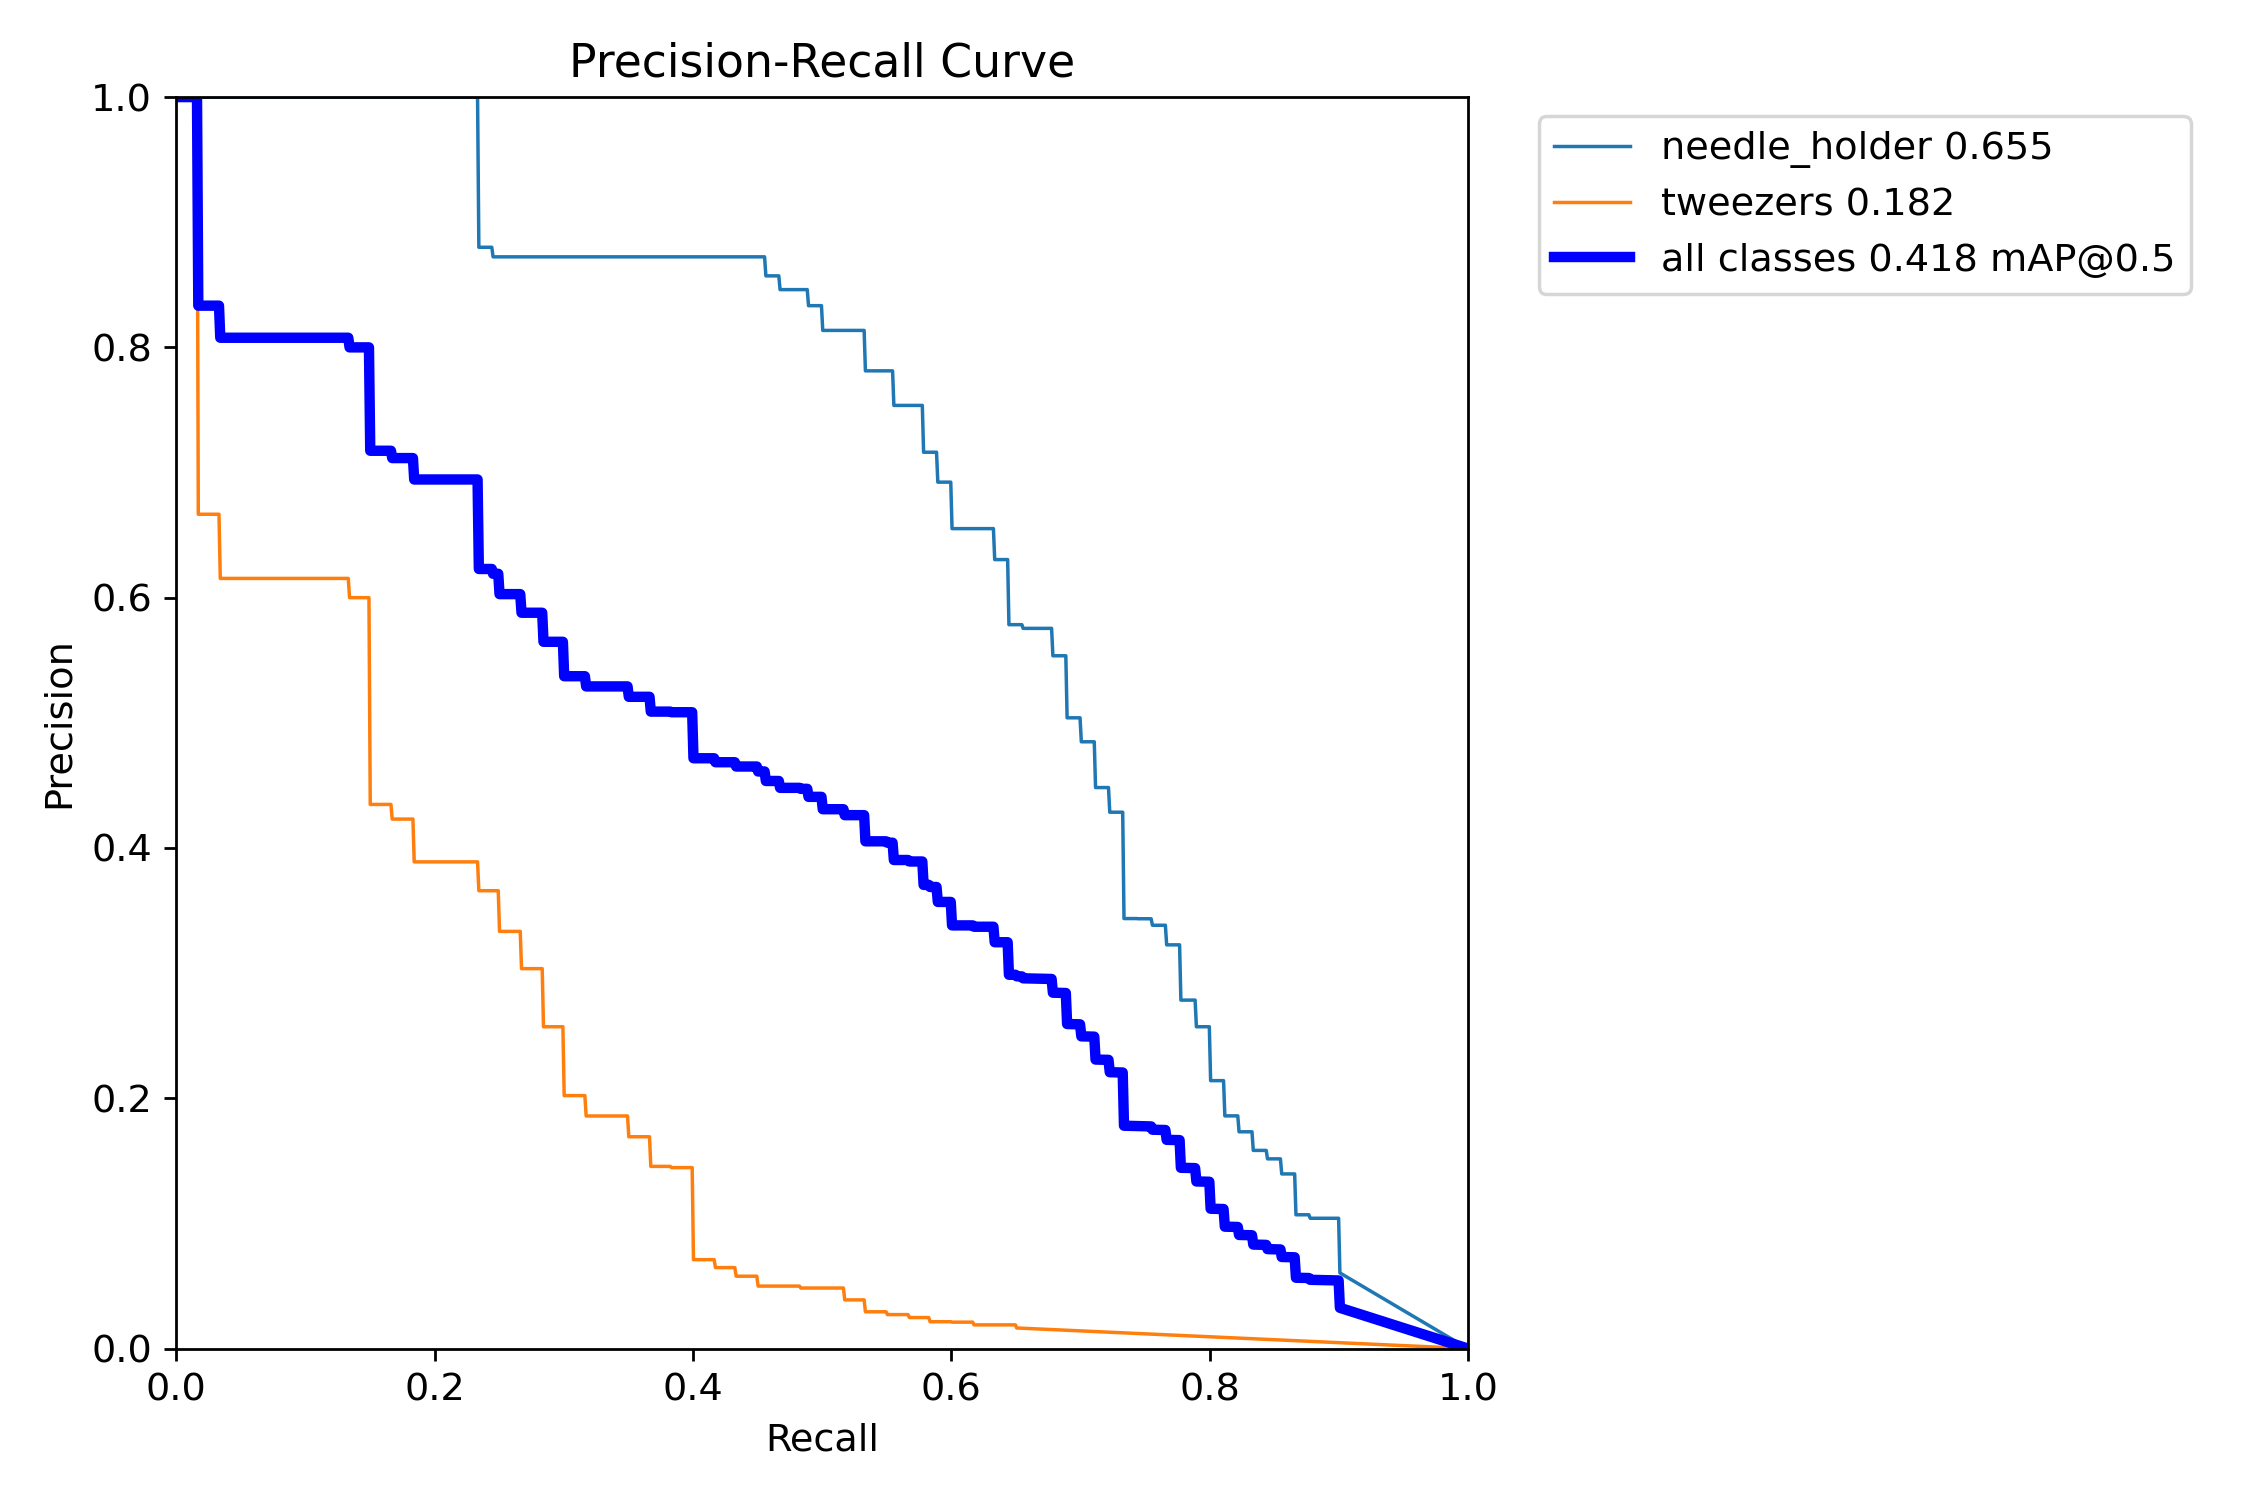 Precision-Recall Curve
1.0
0.8
0.6
0.4
0.2
0.0
Precision
0.0 0.2 0.4 0.6 0.8 1.0
Recall
needle_holder 0.655
tweezers 0.182
all classes 0.418 mAP@0.5